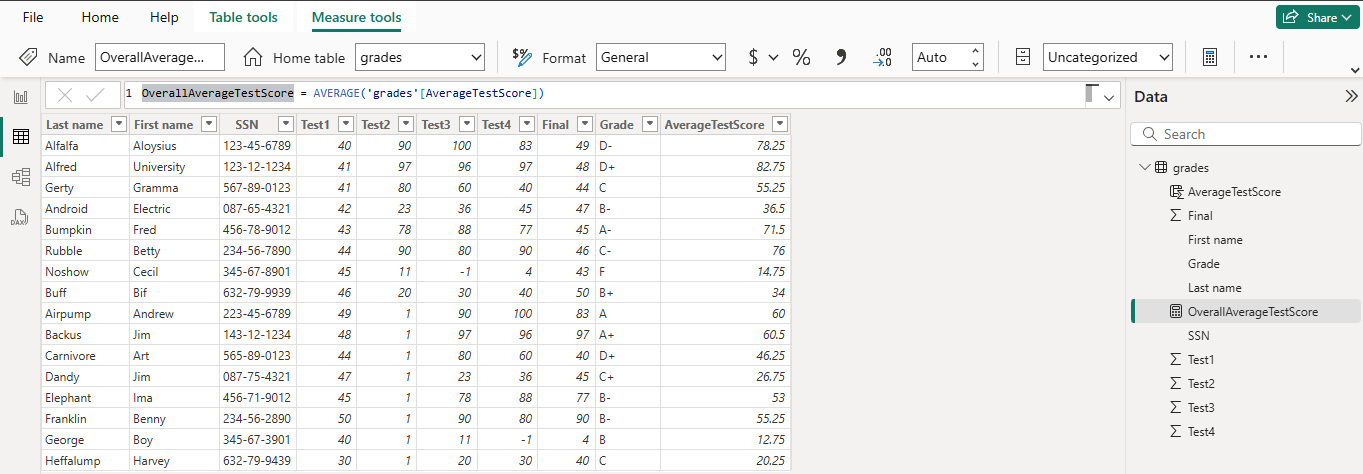 File Home Help Table tools Measure tools Share
Name OverallAverage... Home table grades Format General $ % , .00 →.0 Auto Uncategorized ...
1 OverallAverageTestScore = AVERAGE('grades'[AverageTestScore])
Last name First name SSN Test1 Test2 Test3 Test4 Final Grade AverageTestScore
Alfalfa Aloysius 123-45-6789 40 90 100 83 49 D- 78.25
Alfred University 123-12-1234 41 97 96 97 48 D+ 82.75
Gerty Gramma 567-89-0123 41 80 60 40 44 C 55.25
Android Electric 087-65-4321 42 23 36 45 47 B- 36.5
Bumpkin Fred 456-78-9012 43 78 88 77 45 A- 71.5
Rubble Betty 234-56-7890 44 90 80 90 46 C- 76
Noshow Cecil 345-67-8901 45 11 -1 4 43 F 14.75
Buff Bif 632-79-9939 46 20 30 40 50 B+ 34
Airpump Andrew 223-45-6789 49 1 90 100 83 A 60
Backus Jim 143-12-1234 48 1 97 96 97 A+ 60.5
Carnivore Art 565-89-0123 44 1 80 60 40 D+ 46.25
Dandy Jim 087-75-4321 47 1 23 36 45 C+ 26.75
Elephant Ima 456-71-9012 45 1 78 88 77 B- 53
Franklin Benny 234-56-2890 50 1 90 80 90 B- 55.25
George Boy 345-67-3901 40 1 11 -1 4 B 12.75
Heffalump Harvey 632-79-9439 30 1 20 30 40 C 20.25
DAX
Data
Search
grades
AverageTestScore
Final
First name
Grade
Last name
OverallAverageTestScore
SSN
Test1
Test2
Test3
Test4